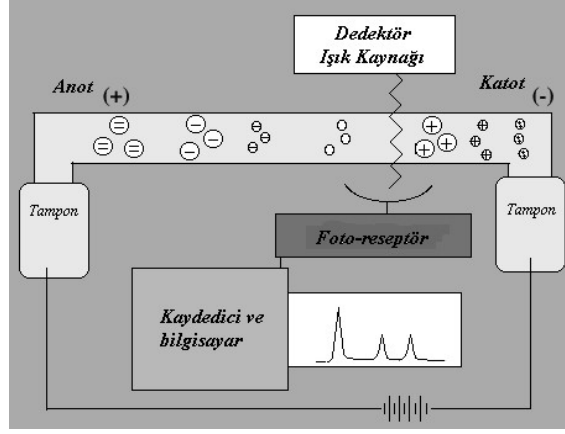 Dedektör
Işık Kaynağı
Anot (+)
Katot (-)
Tampon
Tampon
Foto-reseptör
Kaydedici ve
bilgisayar